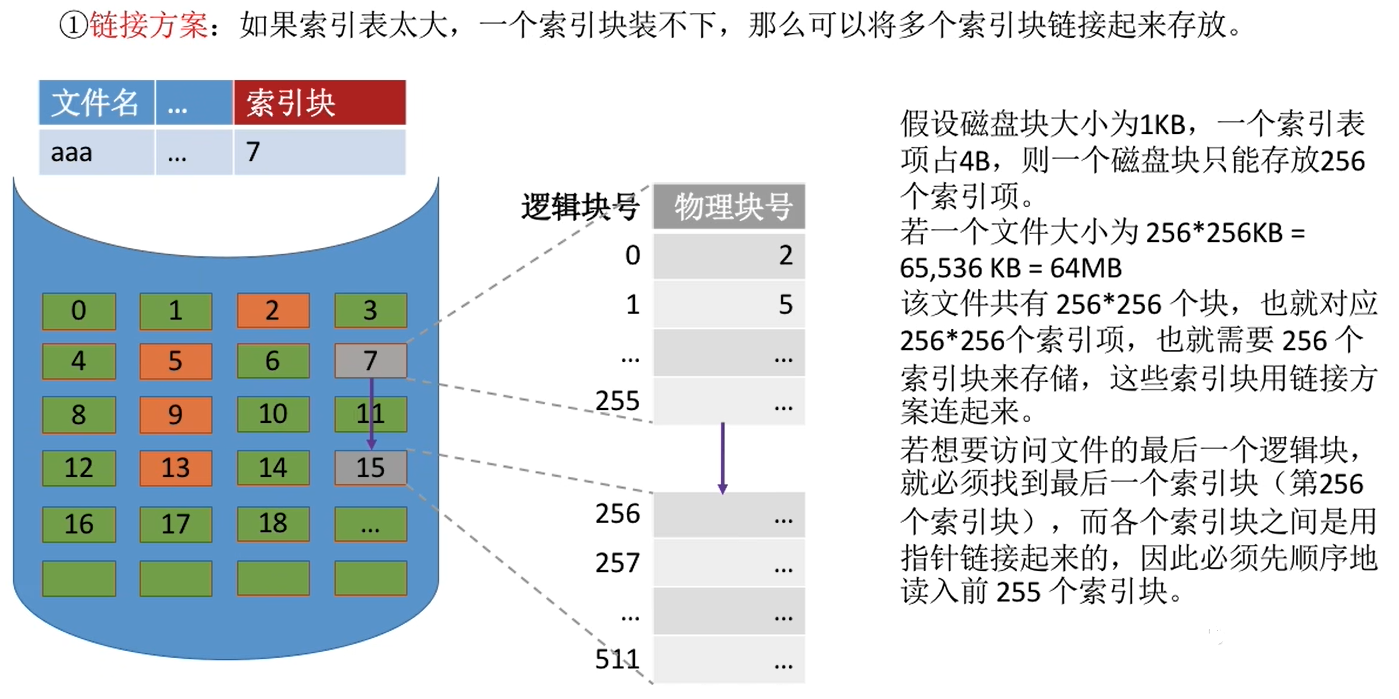 ①链接方案：如果索引表太大，一个索引块装不下，那么可以将多个索引块链接起来存放。
文件名 ... 索引块
aaa ... 7
0 1 2 3
4 5 6 7
8 9 10 11
12 13 14 15
16 17 18 ...
逻辑块号 物理块号
0 2
1 5
... ...
255 ...
256 ...
257 ...
... ...
511 ...
假设磁盘块大小为1KB，一个索引表
项占4B，则一个磁盘块只能存放256
个索引项。
若一个文件大小为 256*256KB =
65,536 KB = 64MB
该文件共有 256*256 个块，也就对应
256*256个索引项，也就需要 256 个
索引块来存储，这些索引块用链接方
案连起来。
若想要访问文件的最后一个逻辑块，
就必须找到最后一个索引块（第256
个索引块），而各个索引块之间是用
指针链接起来的，因此必须先顺序地
读入前 255 个索引块。